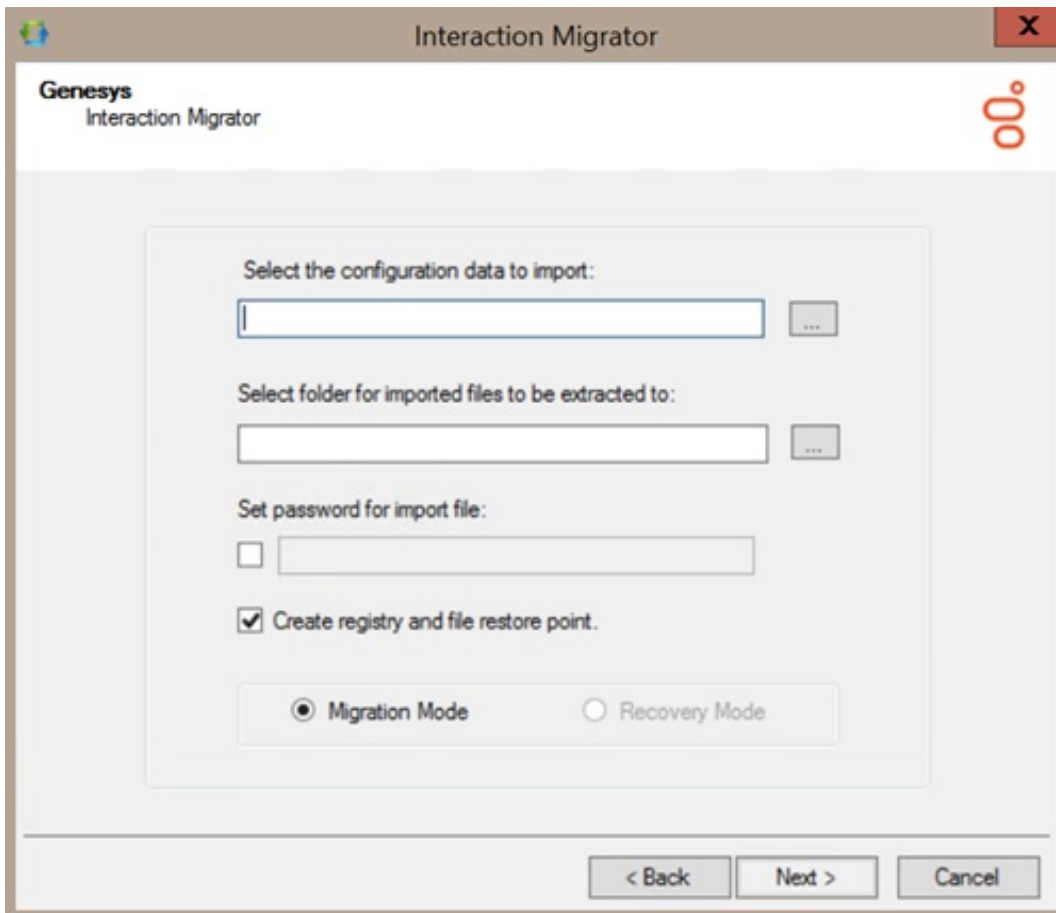 Interaction Migrator
X
Genesys
Interaction Migrator
Select the configuration data to import:
...
Select folder for imported files to be extracted to:
...
Set password for import file:
Create registry and file restore point.
Migration Mode Recovery Mode
< Back Next > Cancel